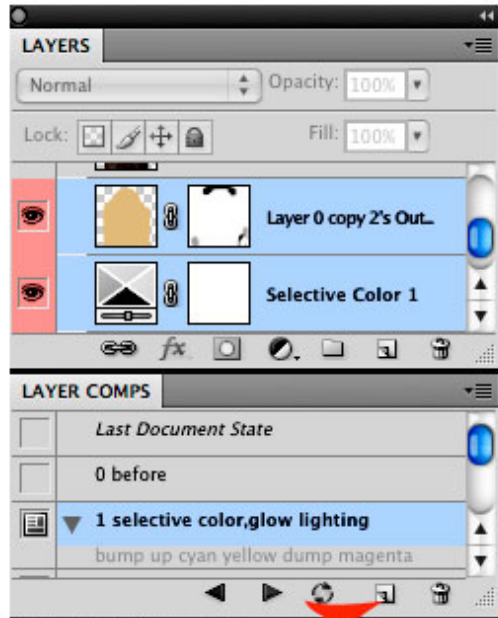 LAYERS
Normal Opacity: 100%
Lock: Fill: 100%
Layer 0 copy 2's Out...
Selective Color 1
fx
LAYER COMPS
Last Document State
0 before
1 selective color,glow lighting
bump up cyan yellow dump magenta